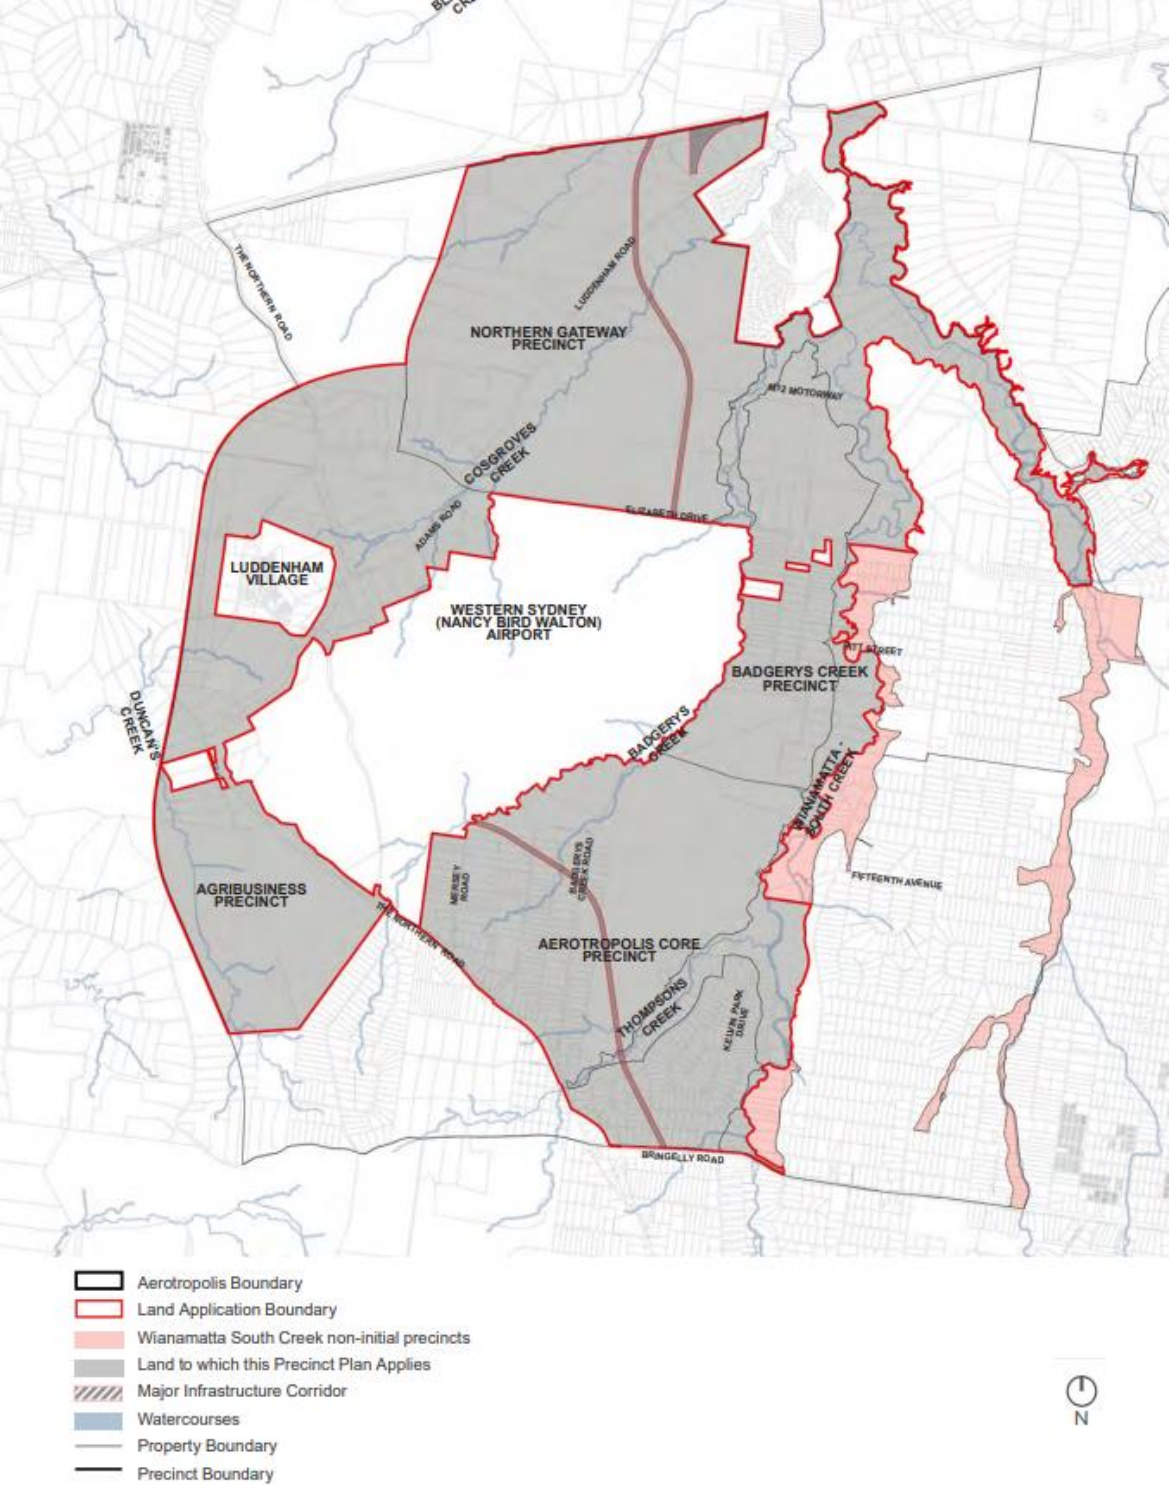 THE NORTHERN ROAD
LUDDENHAM ROAD
NORTHERN GATEWAY
PRECINCT
M12 MOTORWAY
COSGROVES
CREEK
ADAMS ROAD
ELIZABETH DRIVE
LUDDENHAM
VILLAGE
WESTERN SYDNEY
(NANCY BIRD WALTON)
AIRPORT
PITT STREET
BADGERYS CREEK
PRECINCT
DUNCAN'S
CREEK
BADGERYS
CREEK
WIANAMATTA -
SOUTH CREEK
MERSEY
ROAD
BADGERYS
CREEK ROAD
FIFTEENTH AVENUE
AGRIBUSINESS
PRECINCT
THE NORTHERN ROAD
AEROTROPOLIS CORE
PRECINCT
THOMPSONS
CREEK
KELVIN PARK
DRIVE
BRINGELLY ROAD
Aerotropolis Boundary
Land Application Boundary
Wianamatta South Creek non-initial precincts
Land to which this Precinct Plan Applies
Major Infrastructure Corridor
Watercourses
Property Boundary
Precinct Boundary
N